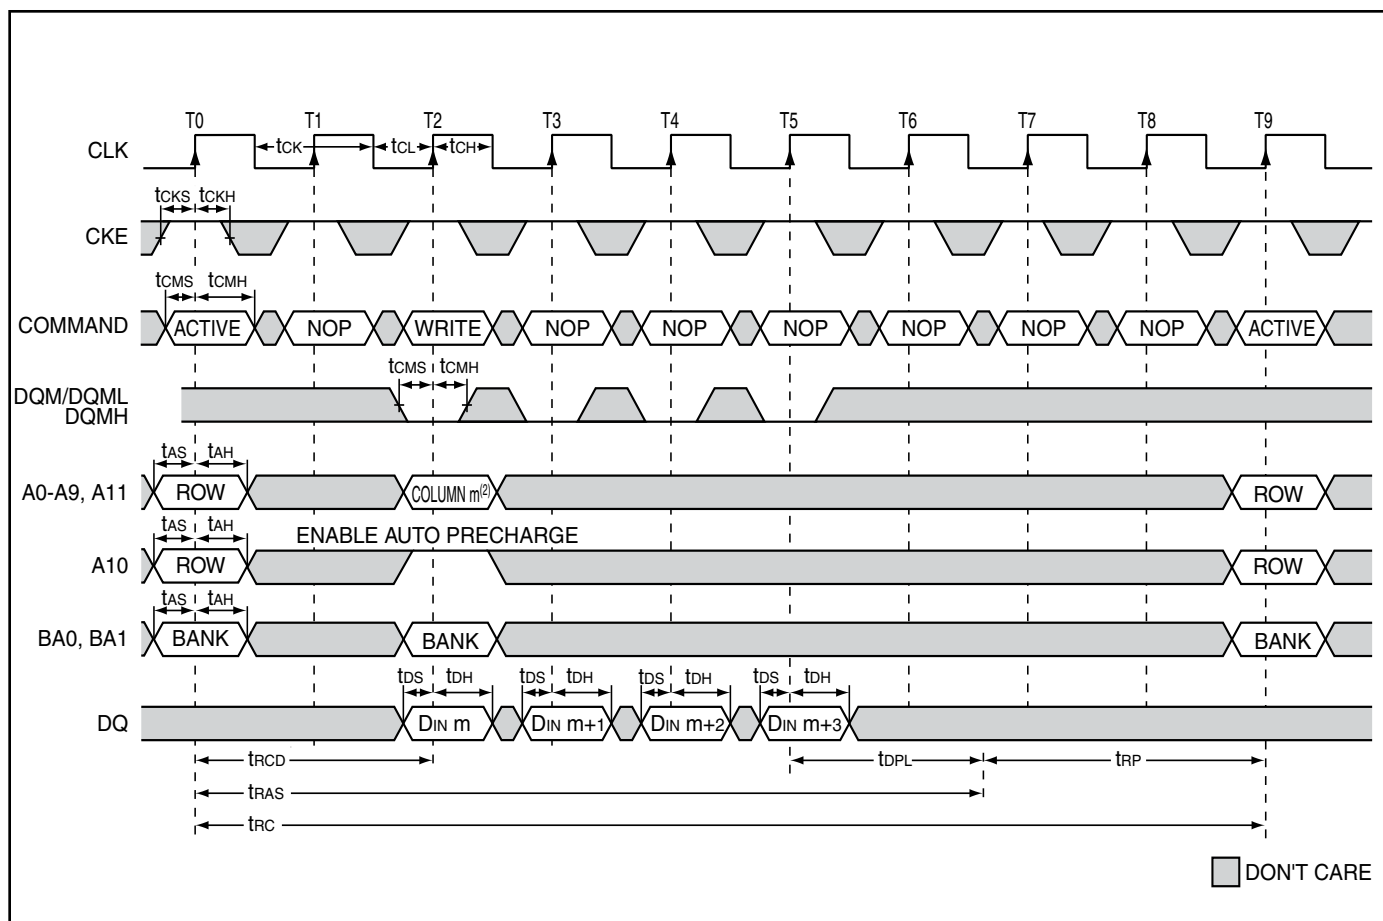 T0 T1 T2 T3 T4 T5 T6 T7 T8 T9
CLK tCK tCL tCH
tCKS tCKH
CKE
tCMS tCMH
COMMAND ACTIVE NOP WRITE NOP NOP NOP NOP NOP NOP ACTIVE
tCMS tCMH
DQM/DQML
DQMH
tAS tAH
A0-A9, A11 ROW COLUMN m(2) ROW
tAS tAH ENABLE AUTO PRECHARGE
A10 ROW ROW
tAS tAH
BA0, BA1 BANK BANK BANK
tDS tDH tDS tDH tDS tDH tDS tDH
DQ DIN m DIN m+1 DIN m+2 DIN m+3
tRCD tDPL tRP
tRAS
tRC
DON'T CARE